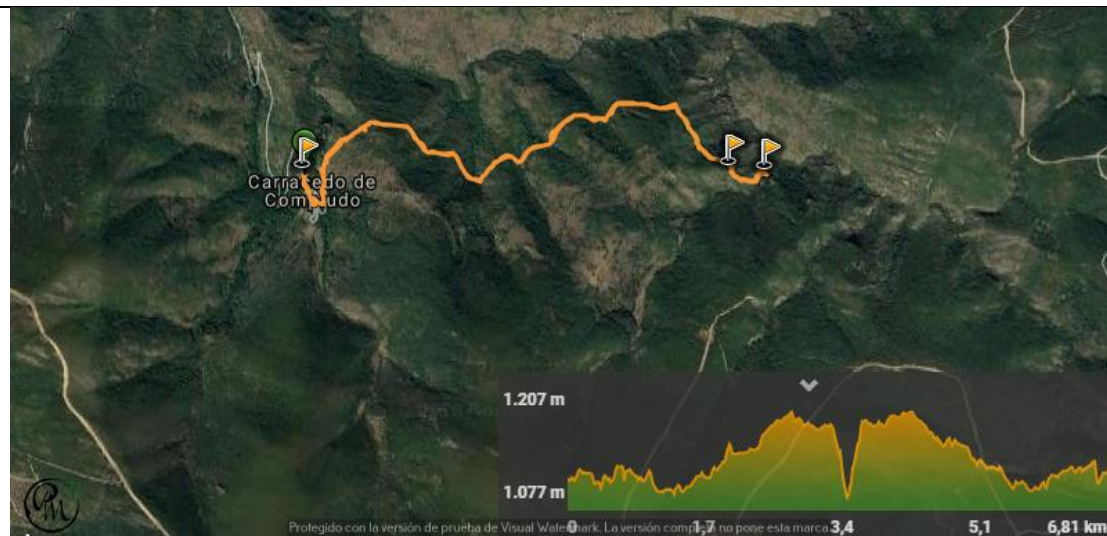 Carracedo de
Compludo
1.207 m
1.077 m
Protegido con la versión de prueba de Visual Watermark. La versión completa no pone esta marca.
0 1,7 3,4 5,1 6,81 km